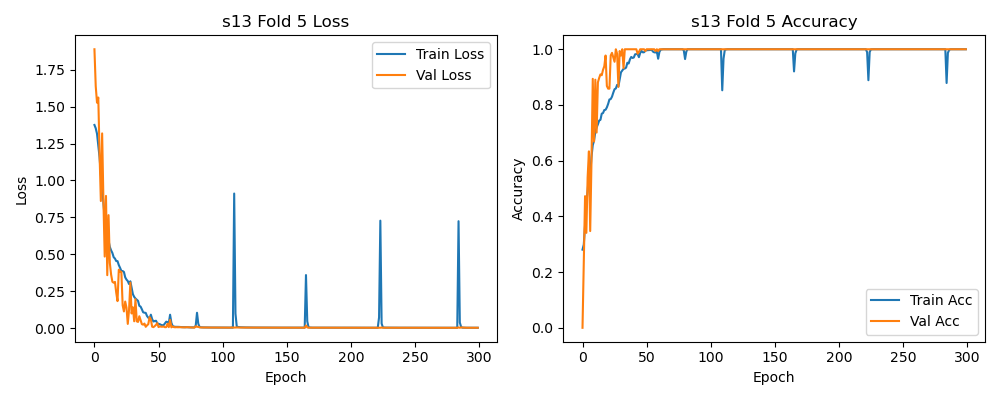 s13 Fold 5 Loss
Train Loss
Val Loss
1.75
1.50
1.25
1.00
0.75
0.50
0.25
0.00
Loss
0 50 100 150 200 250 300
Epoch
s13 Fold 5 Accuracy
1.0
0.8
0.6
0.4
0.2
0.0
Accuracy
Train Acc
Val Acc
0 50 100 150 200 250 300
Epoch